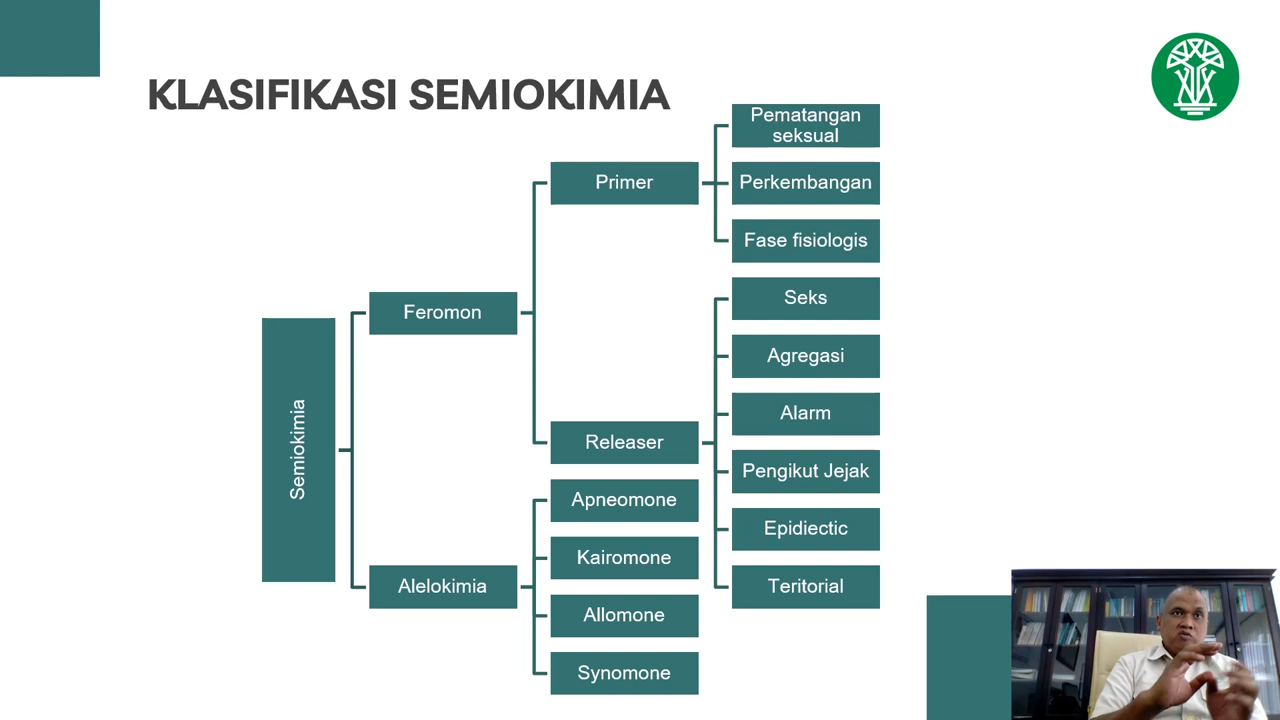 KLASIFIKASI SEMIOKIMIA
Semiokimia
Feromon
Primer
Pematangan
seksual
Perkembangan
Fase fisiologis
Releaser
Seks
Agregasi
Alarm
Pengikut Jejak
Epidiectic
Teritorial
Alelokimia
Apneomone
Kairomone
Allomone
Synomone